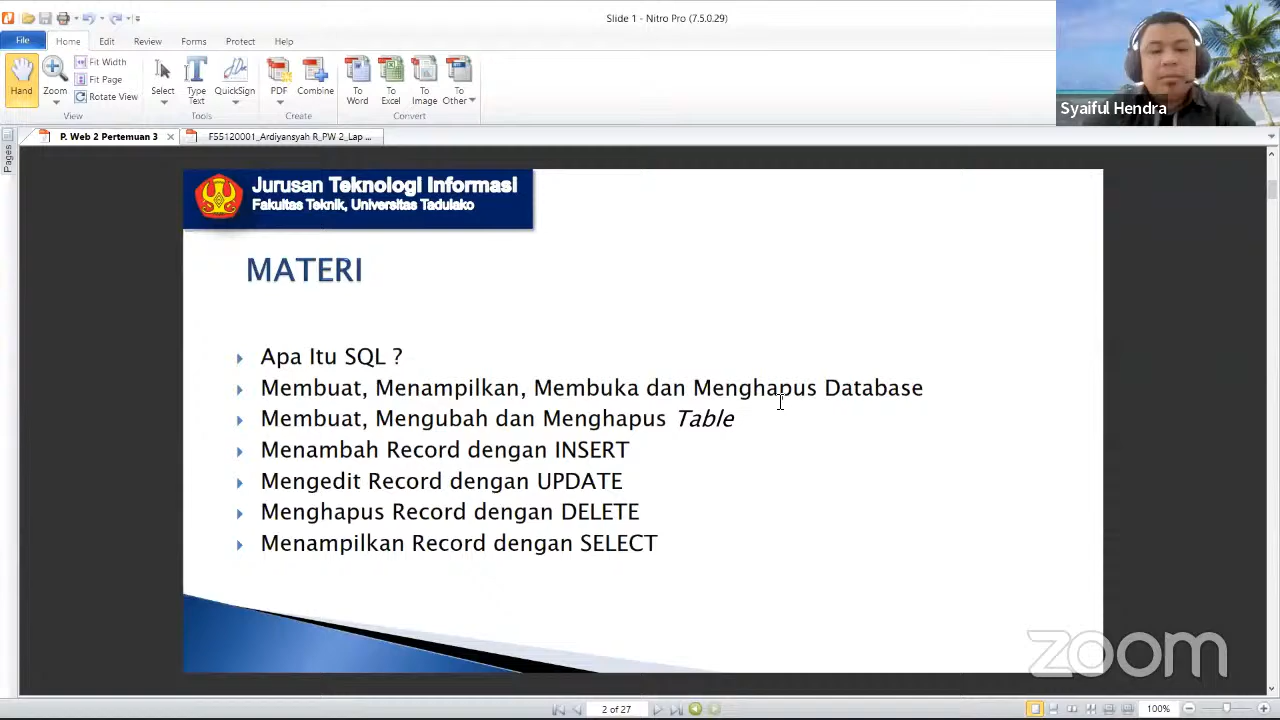 Slide 1 - Nitro Pro (7.5.0.29)
File
Home
Edit
Review
Forms
Protect
Help
Hand
Zoom
Fit Width
Fit Page
Rotate View
View
Select
Type Text
QuickSign
Tools
PDF
Combine
Create
To Word
To Excel
To Image
To Other
Convert
Syaiful Hendra
Pages
P. Web 2 Pertemuan 3
F55120001_Ardiyansyah R_PW 2_Lap ...
Jurusan Teknologi Informasi
Fakultas Teknik, Universitas Tadulako
MATERI
Apa Itu SQL ?
Membuat, Menampilkan, Membuka dan Menghapus Database
Membuat, Mengubah dan Menghapus Table
Menambah Record dengan INSERT
Mengedit Record dengan UPDATE
Menghapus Record dengan DELETE
Menampilkan Record dengan SELECT
zoom
2 of 27
100%